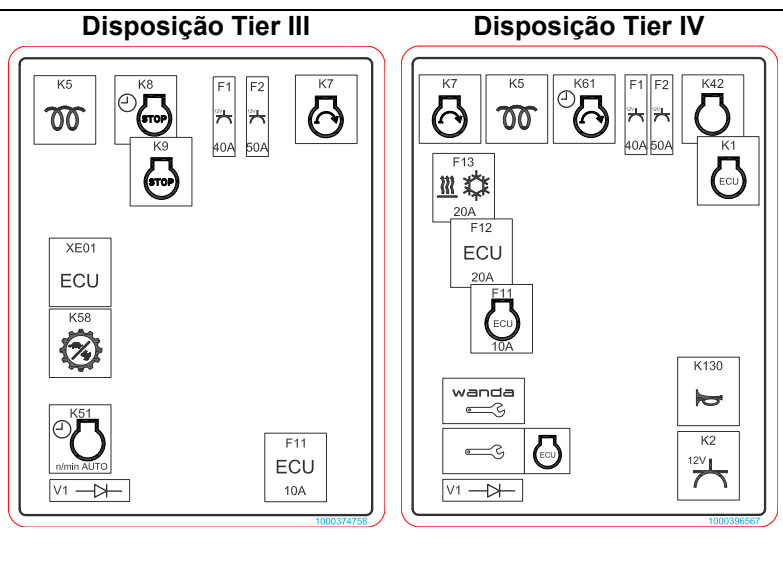 Disposição Tier III
K5
K8
STOP
F1
12V
40A
F2
12V
50A
K7
K9
STOP
XE01
ECU
K58
K51
n/min AUTO
V1
F11
ECU
10A
1000374758
Disposição Tier IV
K7
K5
K61
F1
12V
40A
F2
12V
50A
K42
K1
ECU
F13
20A
F12
ECU
20A
F11
ECU
10A
wanda
ECU
V1
K130
K2
12V
1000396567